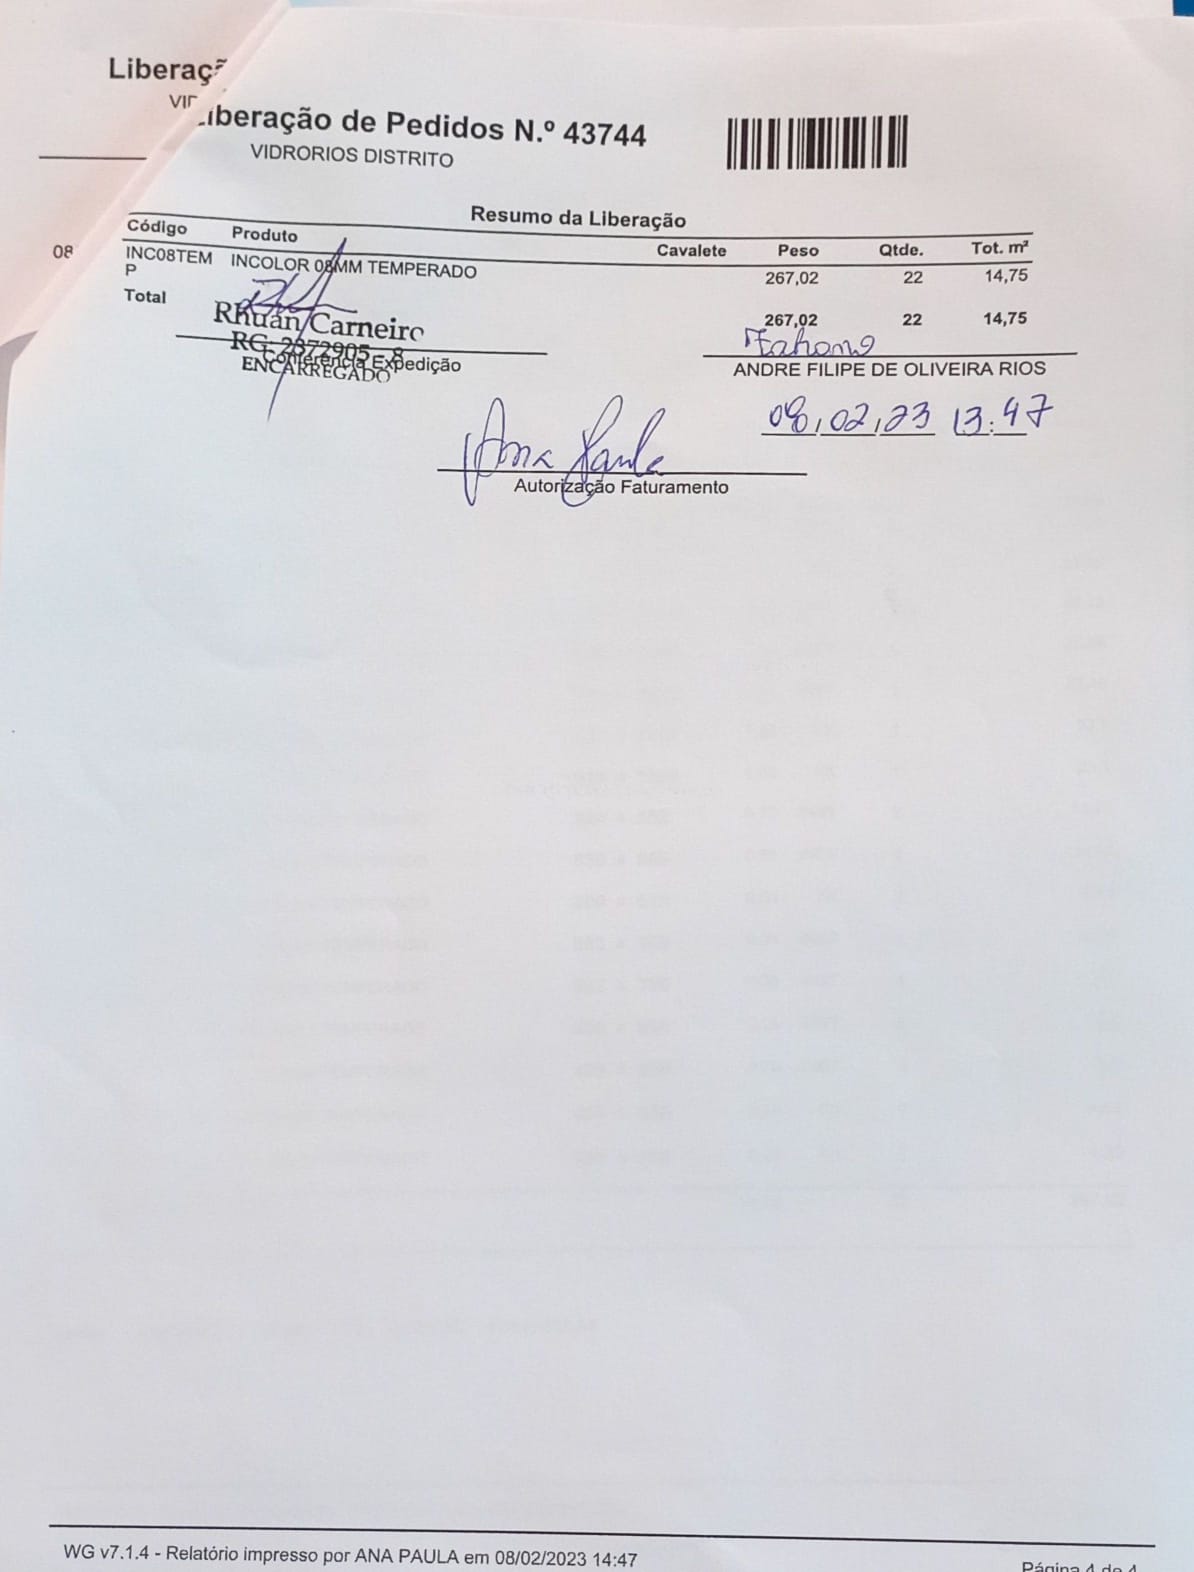 Liberaçã
VID
Liberação de Pedidos N.º 43744
VIDRORIOS DISTRITO
Resumo da Liberação
Código Produto Cavalete Peso Qtde. Tot. m²
08
INC08TEM INCOLOR 08MM TEMPERADO 267,02 22 14,75
P
Total 267,02 22 14,75
Rhuan Carneiro
RG: 2372905 - 8
Conferência Expedição
ENCARREGADO
ANDRE FILIPE DE OLIVEIRA RIOS
08/02/23 13:47
Ana Paula
Autorização Faturamento
WG v7.1.4 - Relatório impresso por ANA PAULA em 08/02/2023 14:47
Página 4 de 4